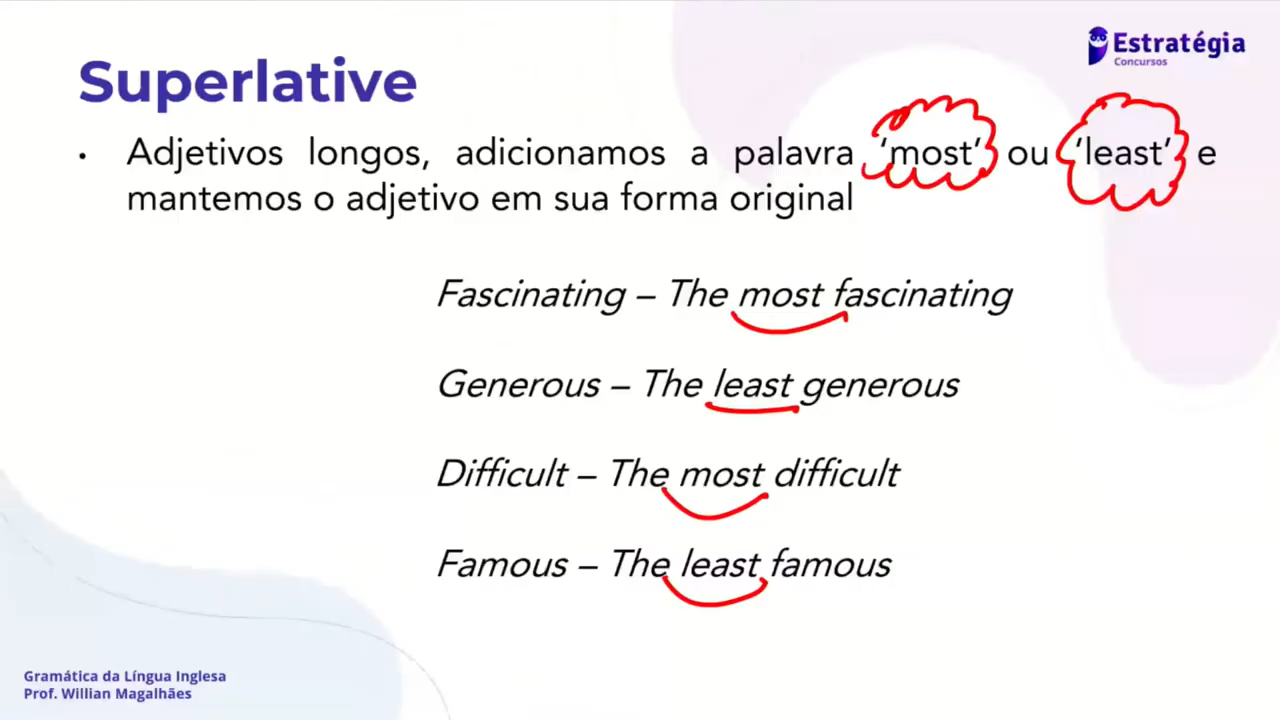 Estratégia
Concursos
Superlative
• Adjetivos longos, adicionamos a palavra ‘most’ ou ‘least’ e
mantemos o adjetivo em sua forma original
Fascinating – The most fascinating
Generous – The least generous
Difficult – The most difficult
Famous – The least famous
Gramática da Língua Inglesa
Prof. Willian Magalhães